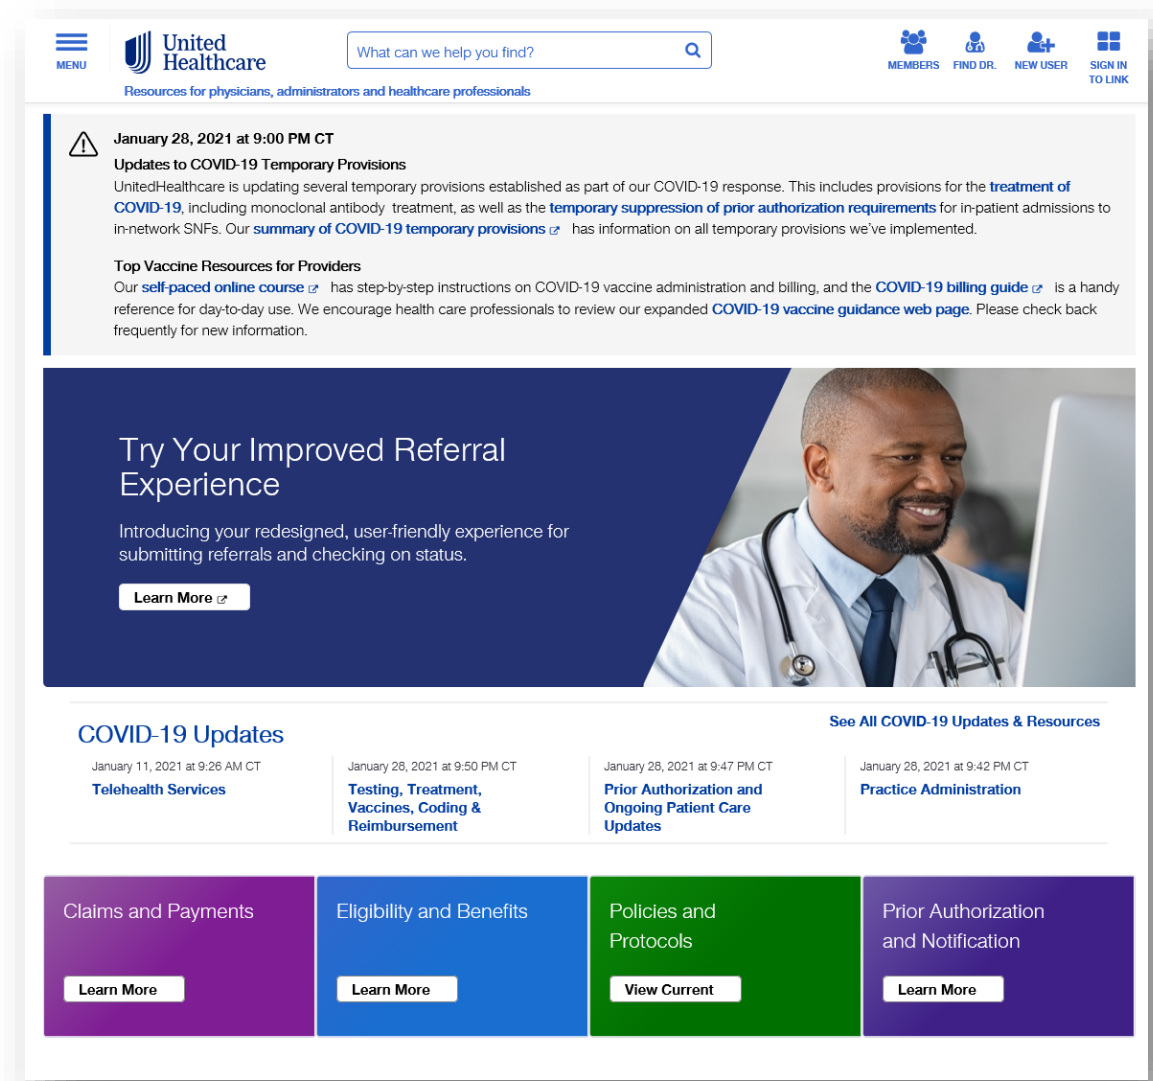 MENU
United
Healthcare
What can we help you find?
MEMBERS
FIND DR.
NEW USER
SIGN IN
TO LINK
Resources for physicians, administrators and healthcare professionals
January 28, 2021 at 9:00 PM CT
Updates to COVID-19 Temporary Provisions
UnitedHealthcare is updating several temporary provisions established as part of our COVID-19 response. This includes provisions for the treatment of
COVID-19, including monoclonal antibody treatment, as well as the temporary suppression of prior authorization requirements for in-patient admissions to
in-network SNFs. Our summary of COVID-19 temporary provisions has information on all temporary provisions we've implemented.
Top Vaccine Resources for Providers
Our self-paced online course has step-by-step instructions on COVID-19 vaccine administration and billing, and the COVID-19 billing guide is a handy
reference for day-to-day use. We encourage health care professionals to review our expanded COVID-19 vaccine guidance web page. Please check back
frequently for new information.
Try Your Improved Referral
Experience
Introducing your redesigned, user-friendly experience for
submitting referrals and checking on status.
Learn More
COVID-19 Updates
See All COVID-19 Updates & Resources
January 11, 2021 at 9:26 AM CT
Telehealth Services
January 28, 2021 at 9:50 PM CT
Testing, Treatment,
Vaccines, Coding &
Reimbursement
January 28, 2021 at 9:47 PM CT
Prior Authorization and
Ongoing Patient Care
Updates
January 28, 2021 at 9:42 PM CT
Practice Administration
Claims and Payments
Learn More
Eligibility and Benefits
Learn More
Policies and
Protocols
View Current
Prior Authorization
and Notification
Learn More